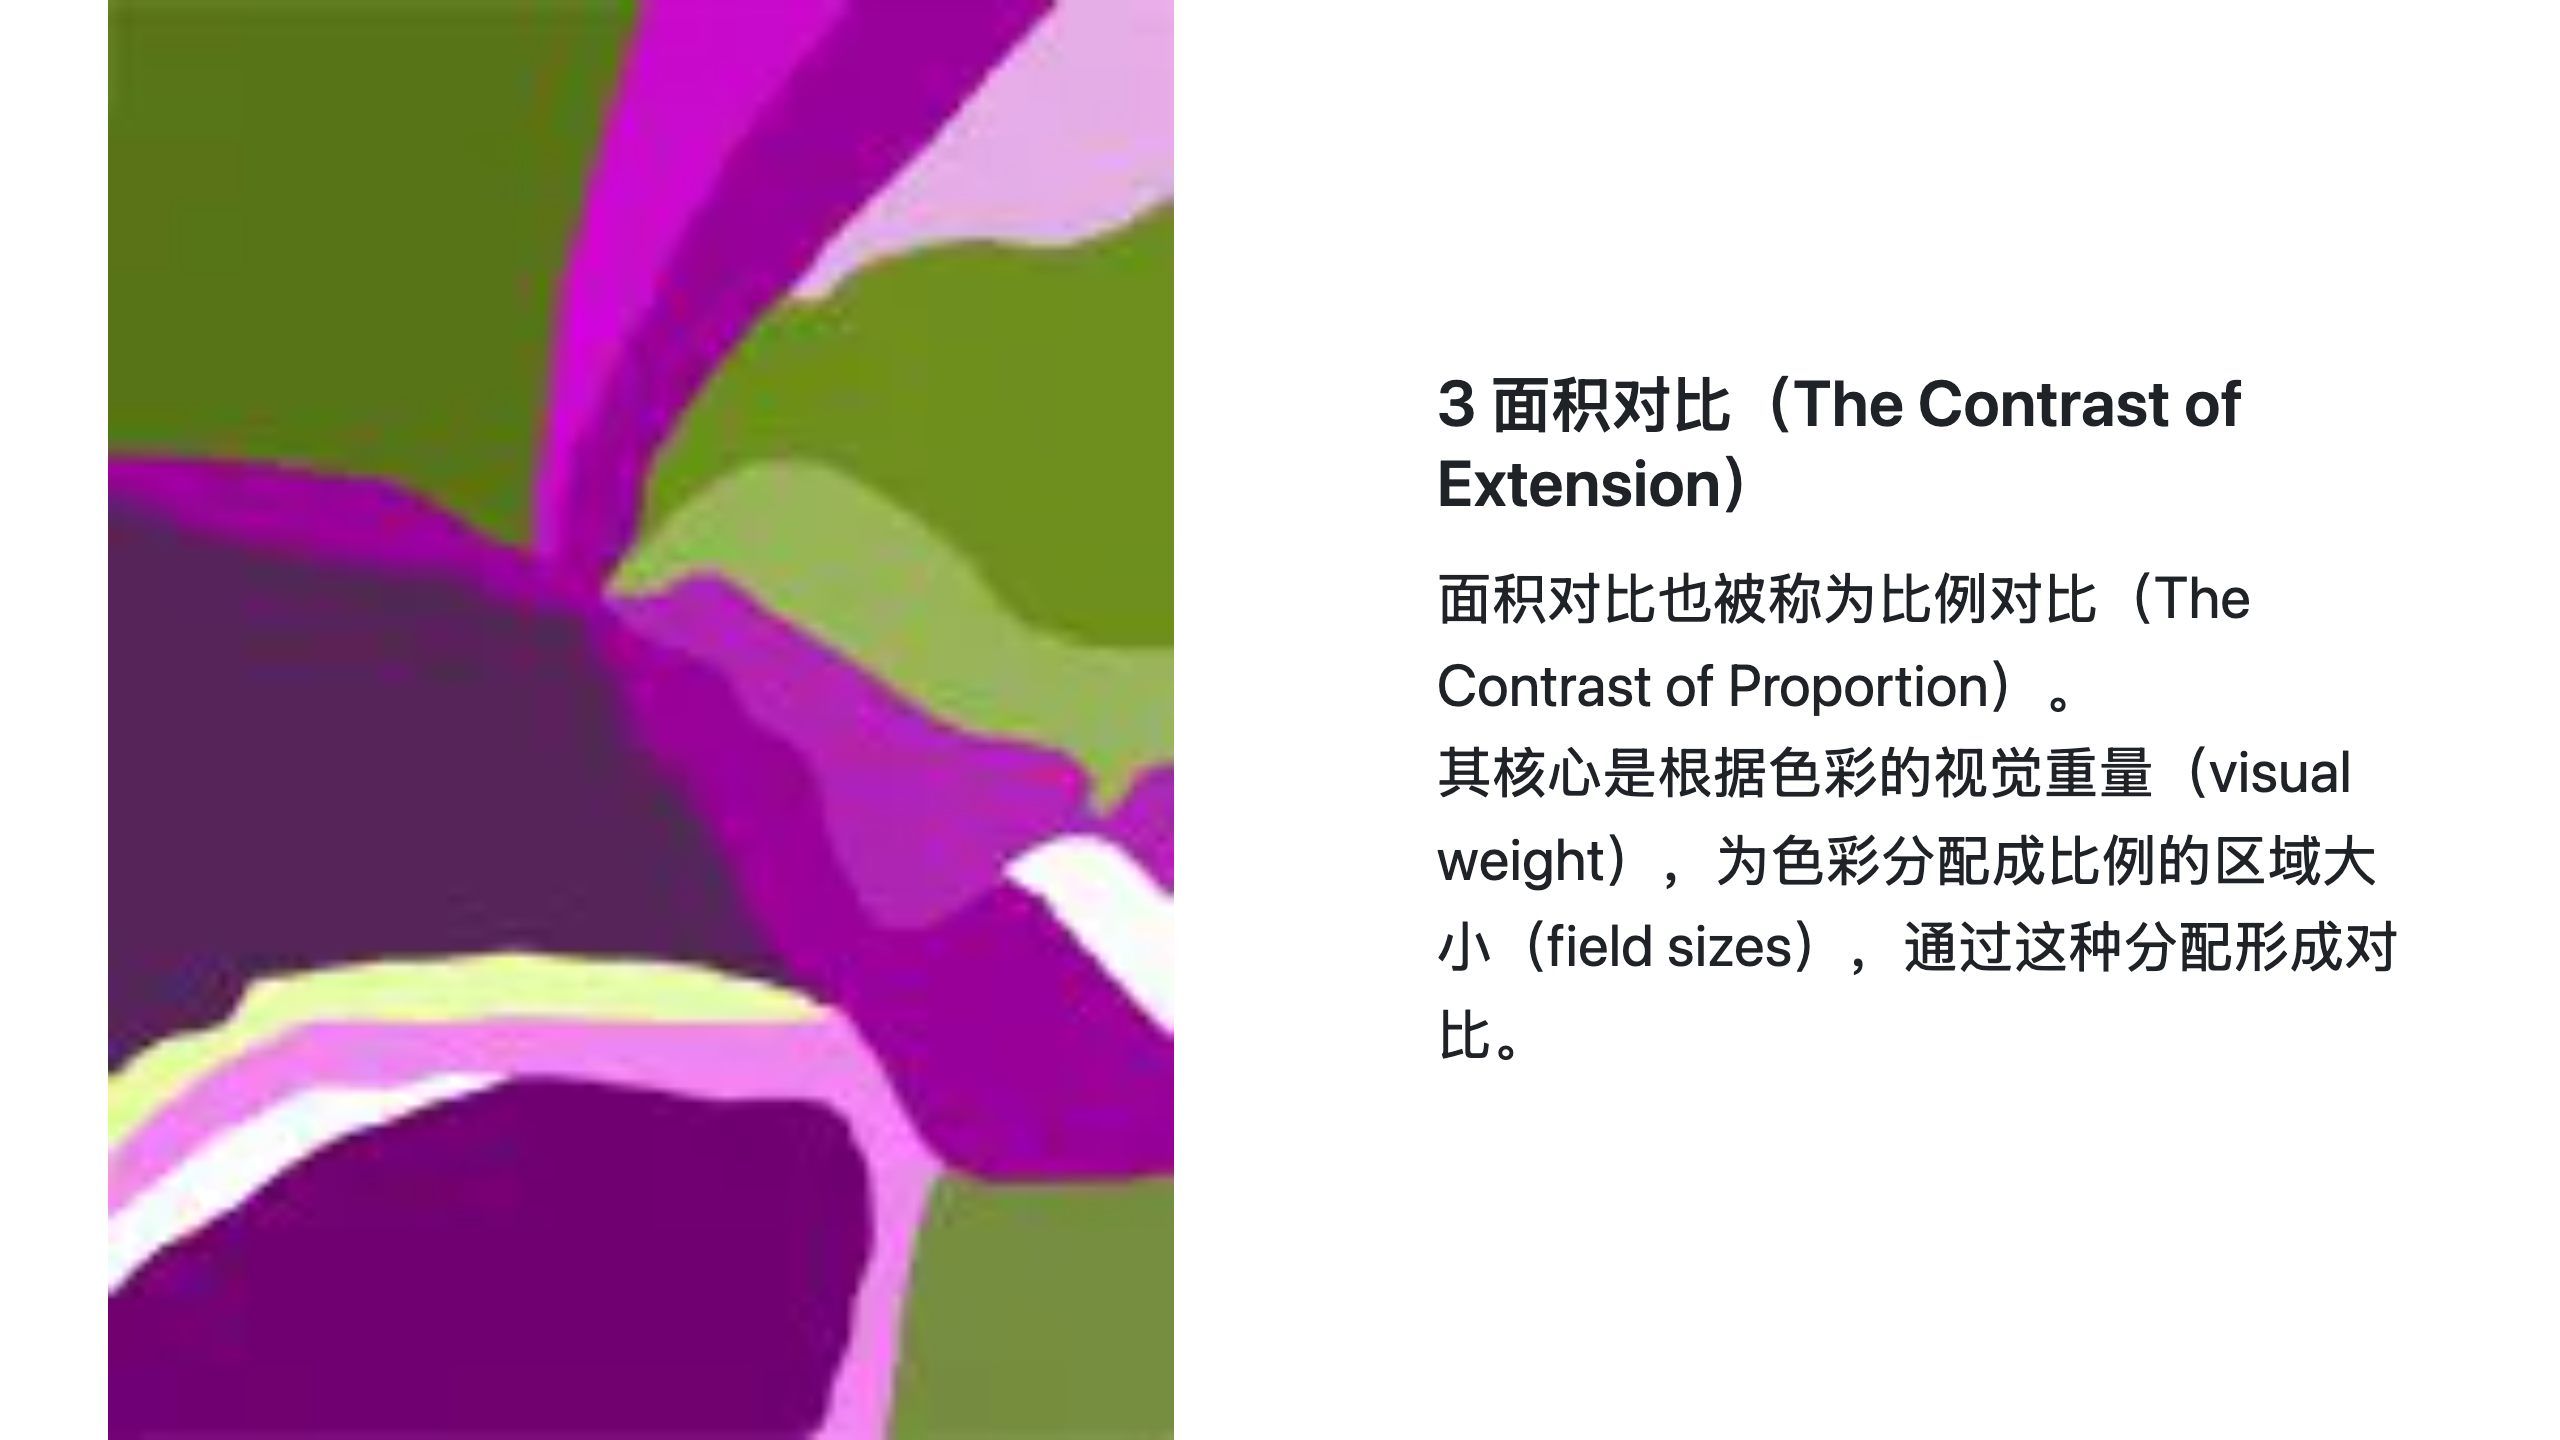 3 面积对比（The Contrast of
Extension）
面积对比也被称为比例对比（The
Contrast of Proportion）。
其核心是根据色彩的视觉重量（visual
weight），为色彩分配成比例的区域大
小（field sizes），通过这种分配形成对
比。